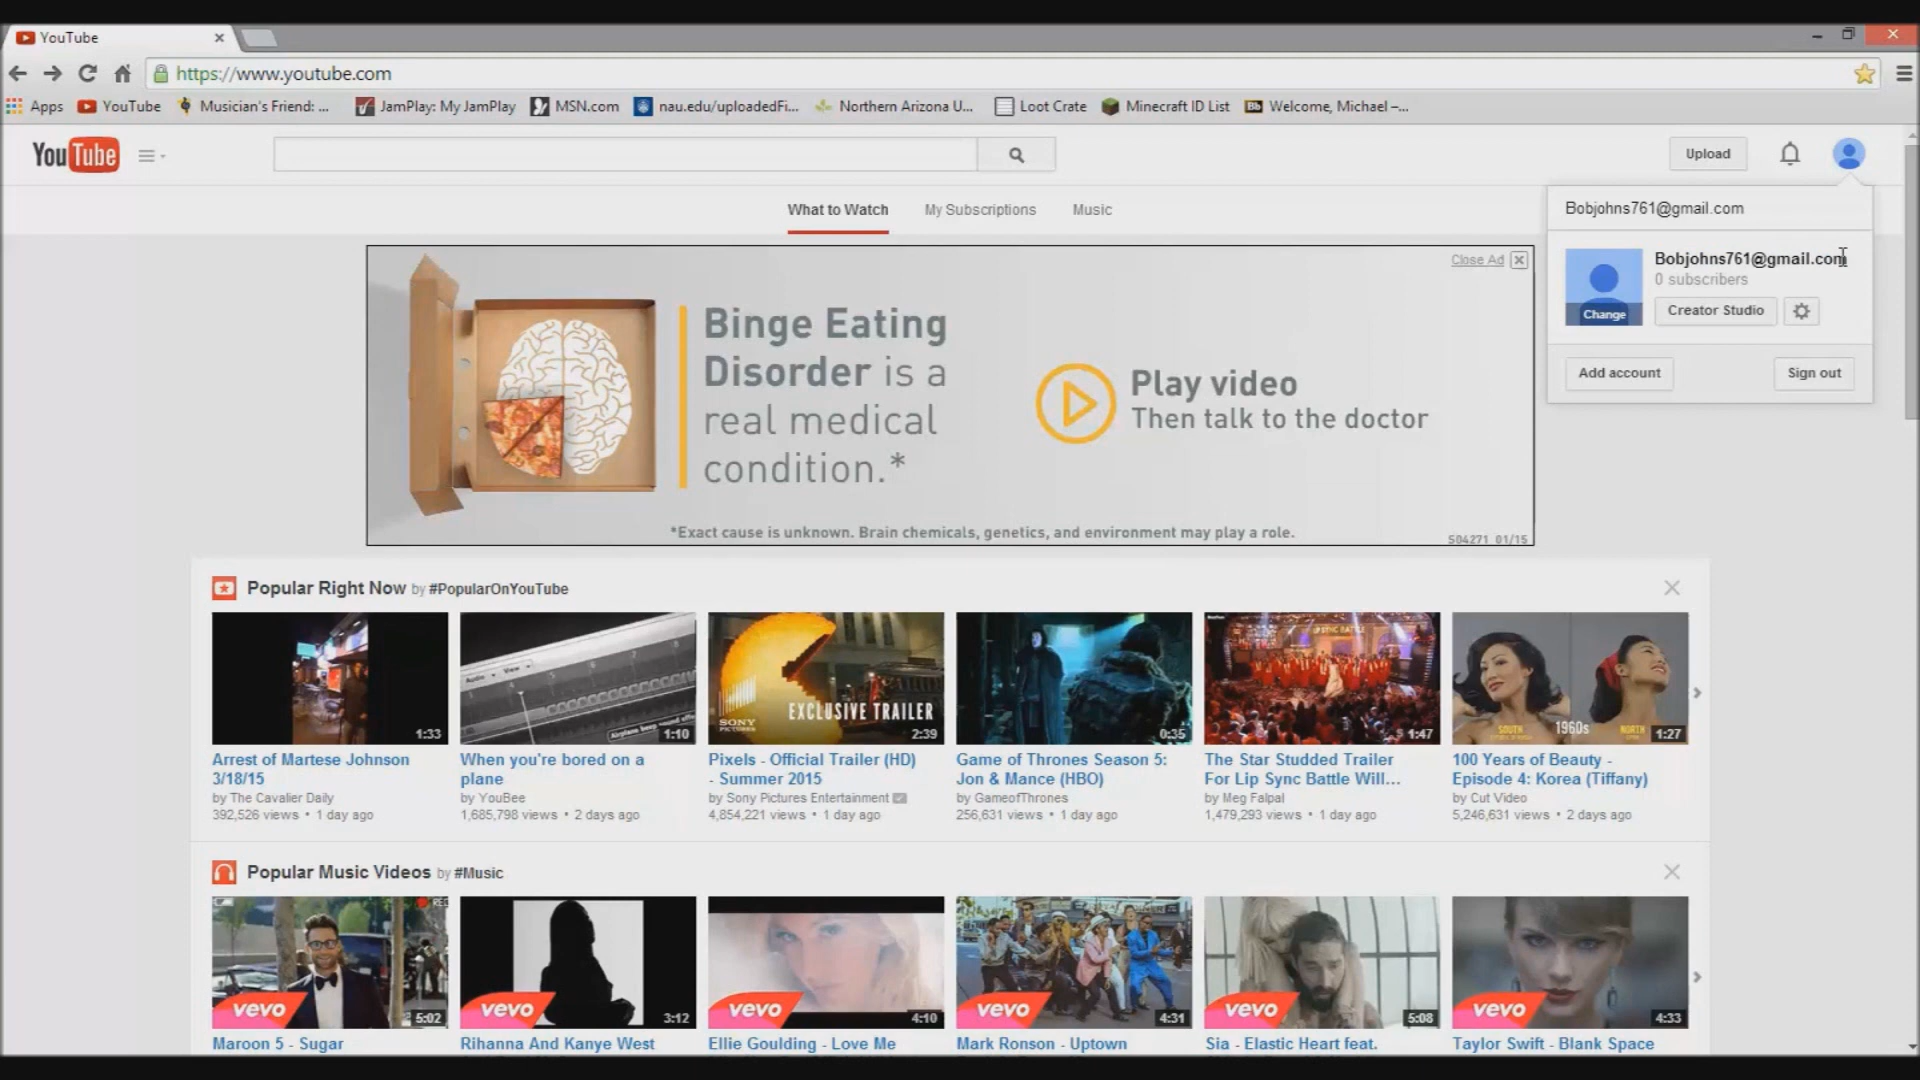 YouTube
https://www.youtube.com
Apps YouTube Musician's Friend: ... JamPlay: My JamPlay MSN.com nau.edu/uploadedFi... Northern Arizona U... Loot Crate Minecraft ID List Bb Welcome, Michael –...
YouTube Upload
What to Watch My Subscriptions Music
Bobjohns761@gmail.com
Bobjohns761@gmail.com
0 subscribers
Change Creator Studio
Add account Sign out
Close Ad
Binge Eating
Disorder is a
real medical
condition.*
Play video
Then talk to the doctor
*Exact cause is unknown. Brain chemicals, genetics, and environment may play a role.
S04271 01/15
Popular Right Now by #PopularOnYouTube
1:33
Audio View
1:10
SONY
PICTURES
EXCLUSIVE TRAILER
2:39
0:35
SYNC BATTLE
1:47
SOUTH 1960s NORTH
1:27
Arrest of Martese Johnson
3/18/15
by The Cavalier Daily
392,526 views • 1 day ago
When you're bored on a
plane
by YouBee
1,685,798 views • 2 days ago
Pixels - Official Trailer (HD)
- Summer 2015
by Sony Pictures Entertainment
4,854,221 views • 1 day ago
Game of Thrones Season 5:
Jon & Mance (HBO)
by GameofThrones
256,631 views • 1 day ago
The Star Studded Trailer
For Lip Sync Battle Will...
by Meg Falpal
1,479,293 views • 1 day ago
100 Years of Beauty -
Episode 4: Korea (Tiffany)
by Cut Video
5,246,631 views • 2 days ago
Popular Music Videos by #Music
REC
vevo 5:02
vevo 3:12
vevo 4:10
vevo 4:31
vevo 5:08
vevo 4:33
Maroon 5 - Sugar
Rihanna And Kanye West
Ellie Goulding - Love Me
Mark Ronson - Uptown
Sia - Elastic Heart feat.
Taylor Swift - Blank Space